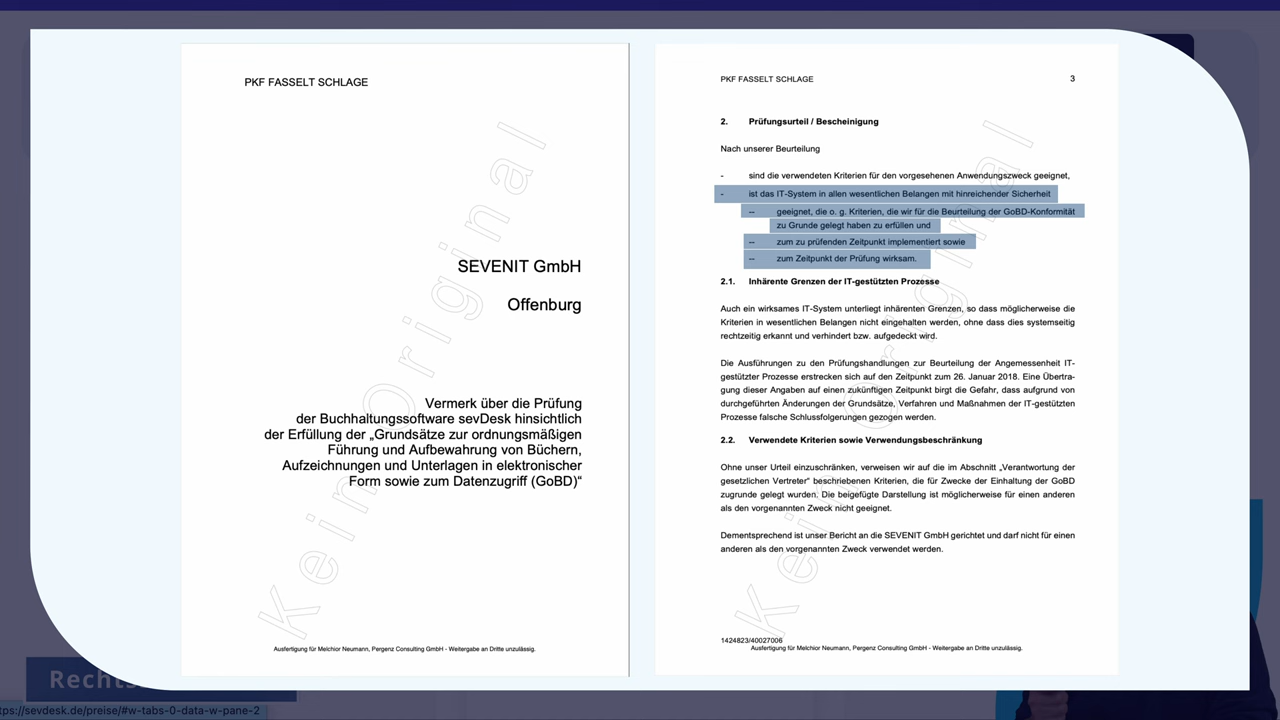 PKF FASSELT SCHLAGE
SEVENIT GmbH
Offenburg
Vermerk über die Prüfung
der Buchhaltungssoftware sevDesk hinsichtlich
der Erfüllung der „Grundsätze zur ordnungsmäßigen
Führung und Aufbewahrung von Büchern,
Aufzeichnungen und Unterlagen in elektronischer
Form sowie zum Datenzugriff (GoBD)“
Kein Original
Ausfertigung für Melchior Neumann, Pergenz Consulting GmbH - Weitergabe an Dritte unzulässig.
PKF FASSELT SCHLAGE 3
2. Prüfungsurteil / Bescheinigung
Nach unserer Beurteilung
- sind die verwendeten Kriterien für den vorgesehenen Anwendungszweck geeignet,
- ist das IT-System in allen wesentlichen Belangen mit hinreichender Sicherheit
-- geeignet, die o. g. Kriterien, die wir für die Beurteilung der GoBD-Konformität
zu Grunde gelegt haben zu erfüllen und
-- zum zu prüfenden Zeitpunkt implementiert sowie
-- zum Zeitpunkt der Prüfung wirksam.
2.1. Inhärente Grenzen der IT-gestützten Prozesse
Auch ein wirksames IT-System unterliegt inhärenten Grenzen, so dass möglicherweise die
Kriterien in wesentlichen Belangen nicht eingehalten werden, ohne dass dies systemseitig
rechtzeitig erkannt und verhindert bzw. aufgedeckt wird.
Die Ausführungen zu den Prüfungshandlungen zur Beurteilung der Angemessenheit IT-
gestützter Prozesse erstrecken sich auf den Zeitpunkt zum 26. Januar 2018. Eine Übertra-
gung dieser Angaben auf einen zukünftigen Zeitpunkt birgt die Gefahr, dass aufgrund von
durchgeführten Änderungen der Grundsätze, Verfahren und Maßnahmen der IT-gestützten
Prozesse falsche Schlussfolgerungen gezogen werden.
2.2. Verwendete Kriterien sowie Verwendungsbeschränkung
Ohne unser Urteil einzuschränken, verweisen wir auf die im Abschnitt „Verantwortung der
gesetzlichen Vertreter“ beschriebenen Kriterien, die für Zwecke der Einhaltung der GoBD
zugrunde gelegt wurden. Die beigefügte Darstellung ist möglicherweise für einen anderen
als den vorgenannten Zweck nicht geeignet.
Dementsprechend ist unser Bericht an die SEVENIT GmbH gerichtet und darf nicht für einen
anderen als den vorgenannten Zweck verwendet werden.
Kein Original
1424823/40027006
Ausfertigung für Melchior Neumann, Pergenz Consulting GmbH - Weitergabe an Dritte unzulässig.
Rechts
tps://sevdesk.de/preise/#w-tabs-0-data-w-pane-2